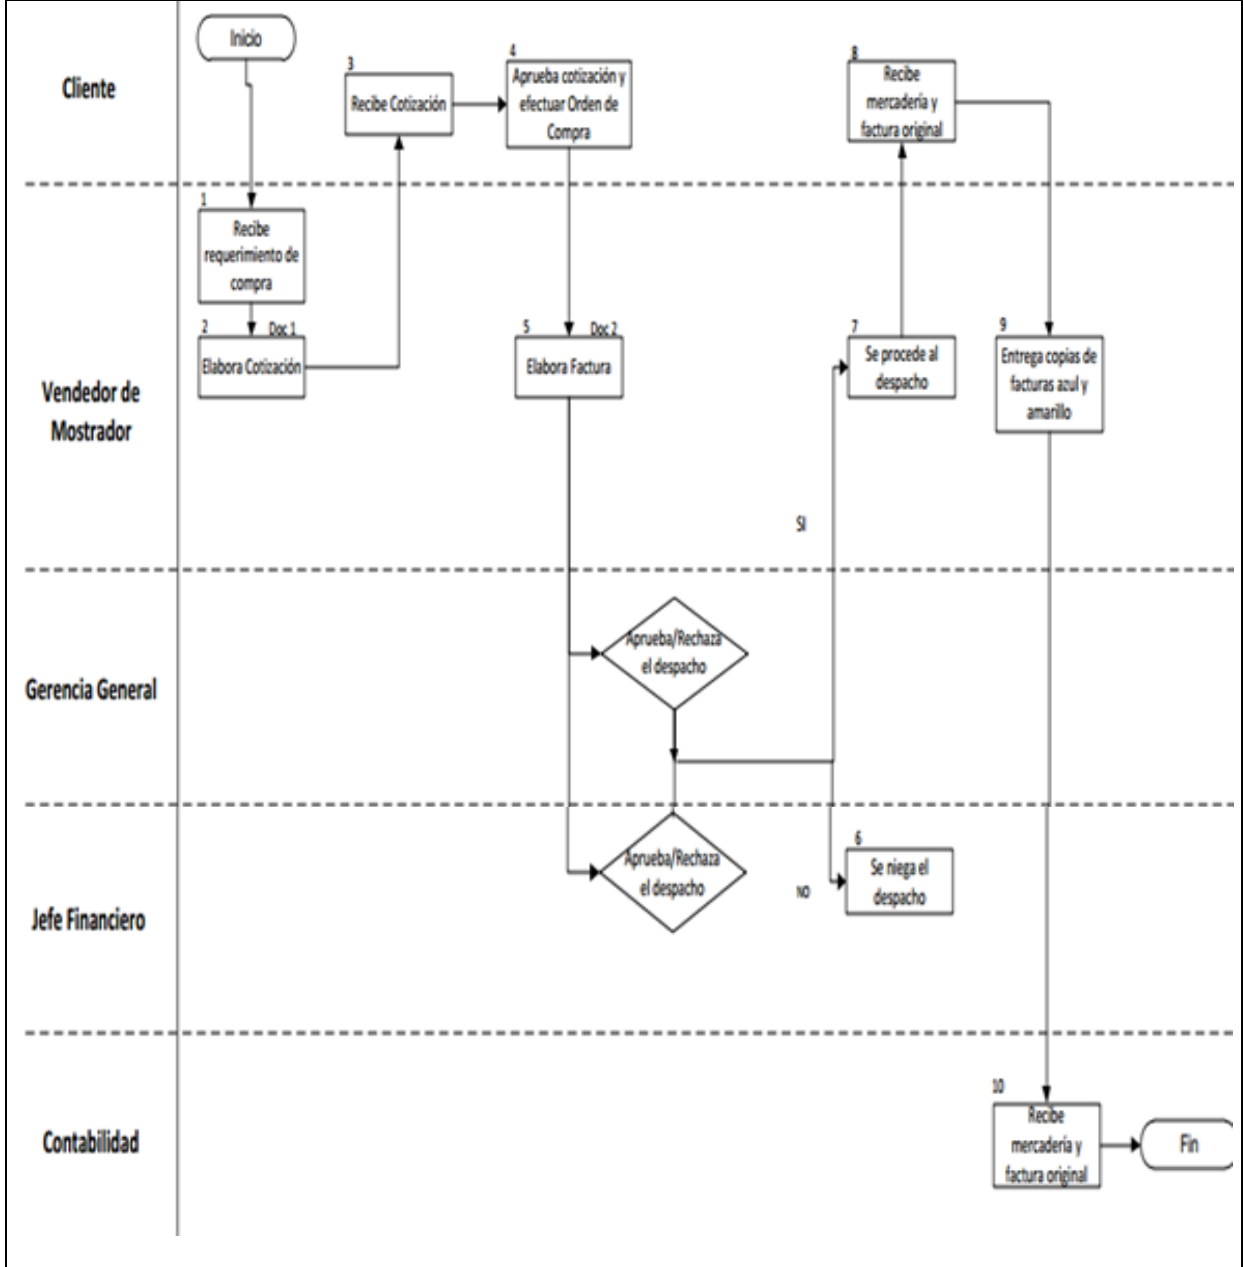 Cliente
Inicio
3
Recibe Cotización
4
Aprueba cotización y
efectuar Orden de
Compra
8
Recibe
mercadería y
factura original
Vendedor de
Mostrador
1
Recibe
requerimiento de
compra
2
Doc 1
Elabora Cotización
5
Doc 2
Elabora Factura
7
Se procede al
despacho
9
Entrega copias de
facturas azul y
amarillo
SI
Gerencia General
Aprueba/Rechaza
el despacho
Jefe Financiero
Aprueba/Rechaza
el despacho
NO
6
Se niega el
despacho
Contabilidad
10
Recibe
mercadería y
factura original
Fin